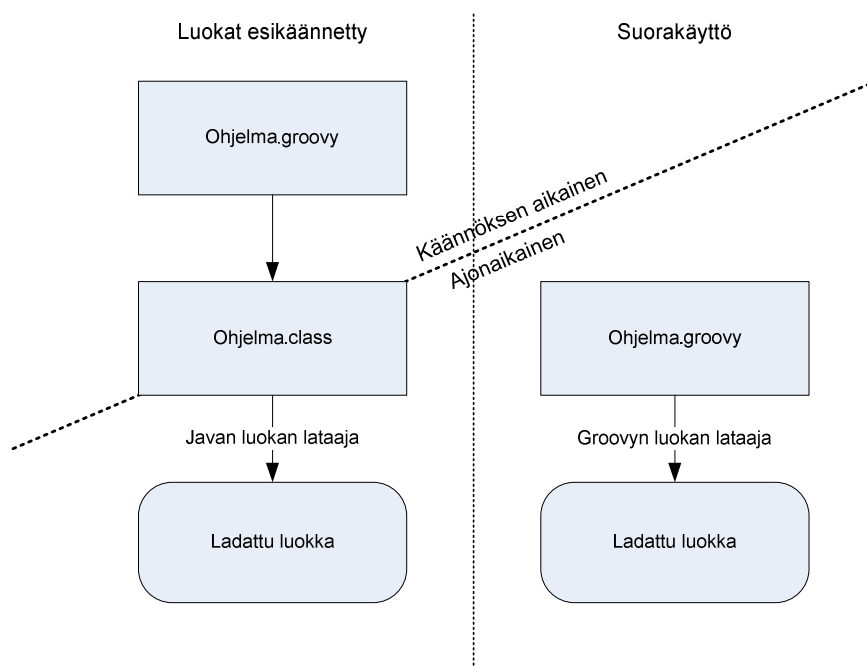 Luokat esikäännetty
Suorakäyttö
Ohjelma.groovy
Käännöksen aikainen
Ajonaikainen
Ohjelma.class
Ohjelma.groovy
Javan luokan lataaja
Groovyn luokan lataaja
Ladattu luokka
Ladattu luokka